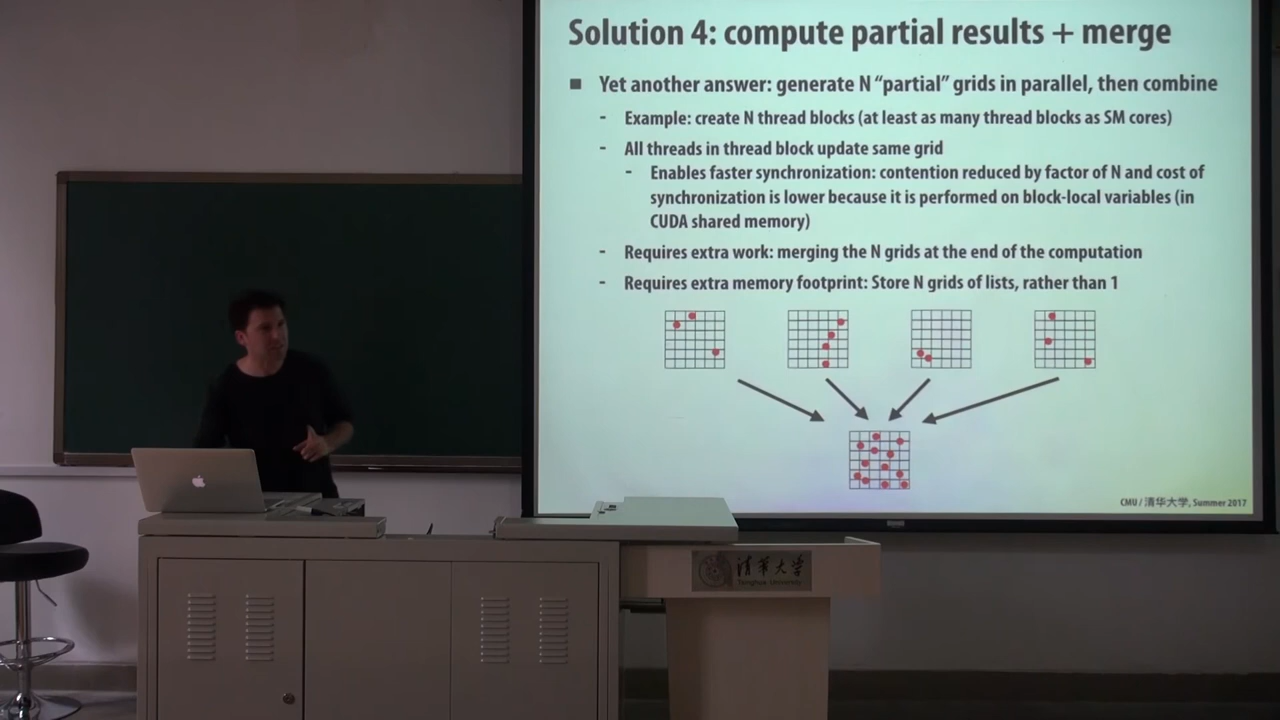 Solution 4: compute partial results + merge
Yet another answer: generate N “partial” grids in parallel, then combine
- Example: create N thread blocks (at least as many thread blocks as SM cores)
- All threads in thread block update same grid
- Enables faster synchronization: contention reduced by factor of N and cost of
synchronization is lower because it is performed on block-local variables (in
CUDA shared memory)
- Requires extra work: merging the N grids at the end of the computation
- Requires extra memory footprint: Store N grids of lists, rather than 1
CMU / 清华大学, Summer 2017
清华大学
Tsinghua University